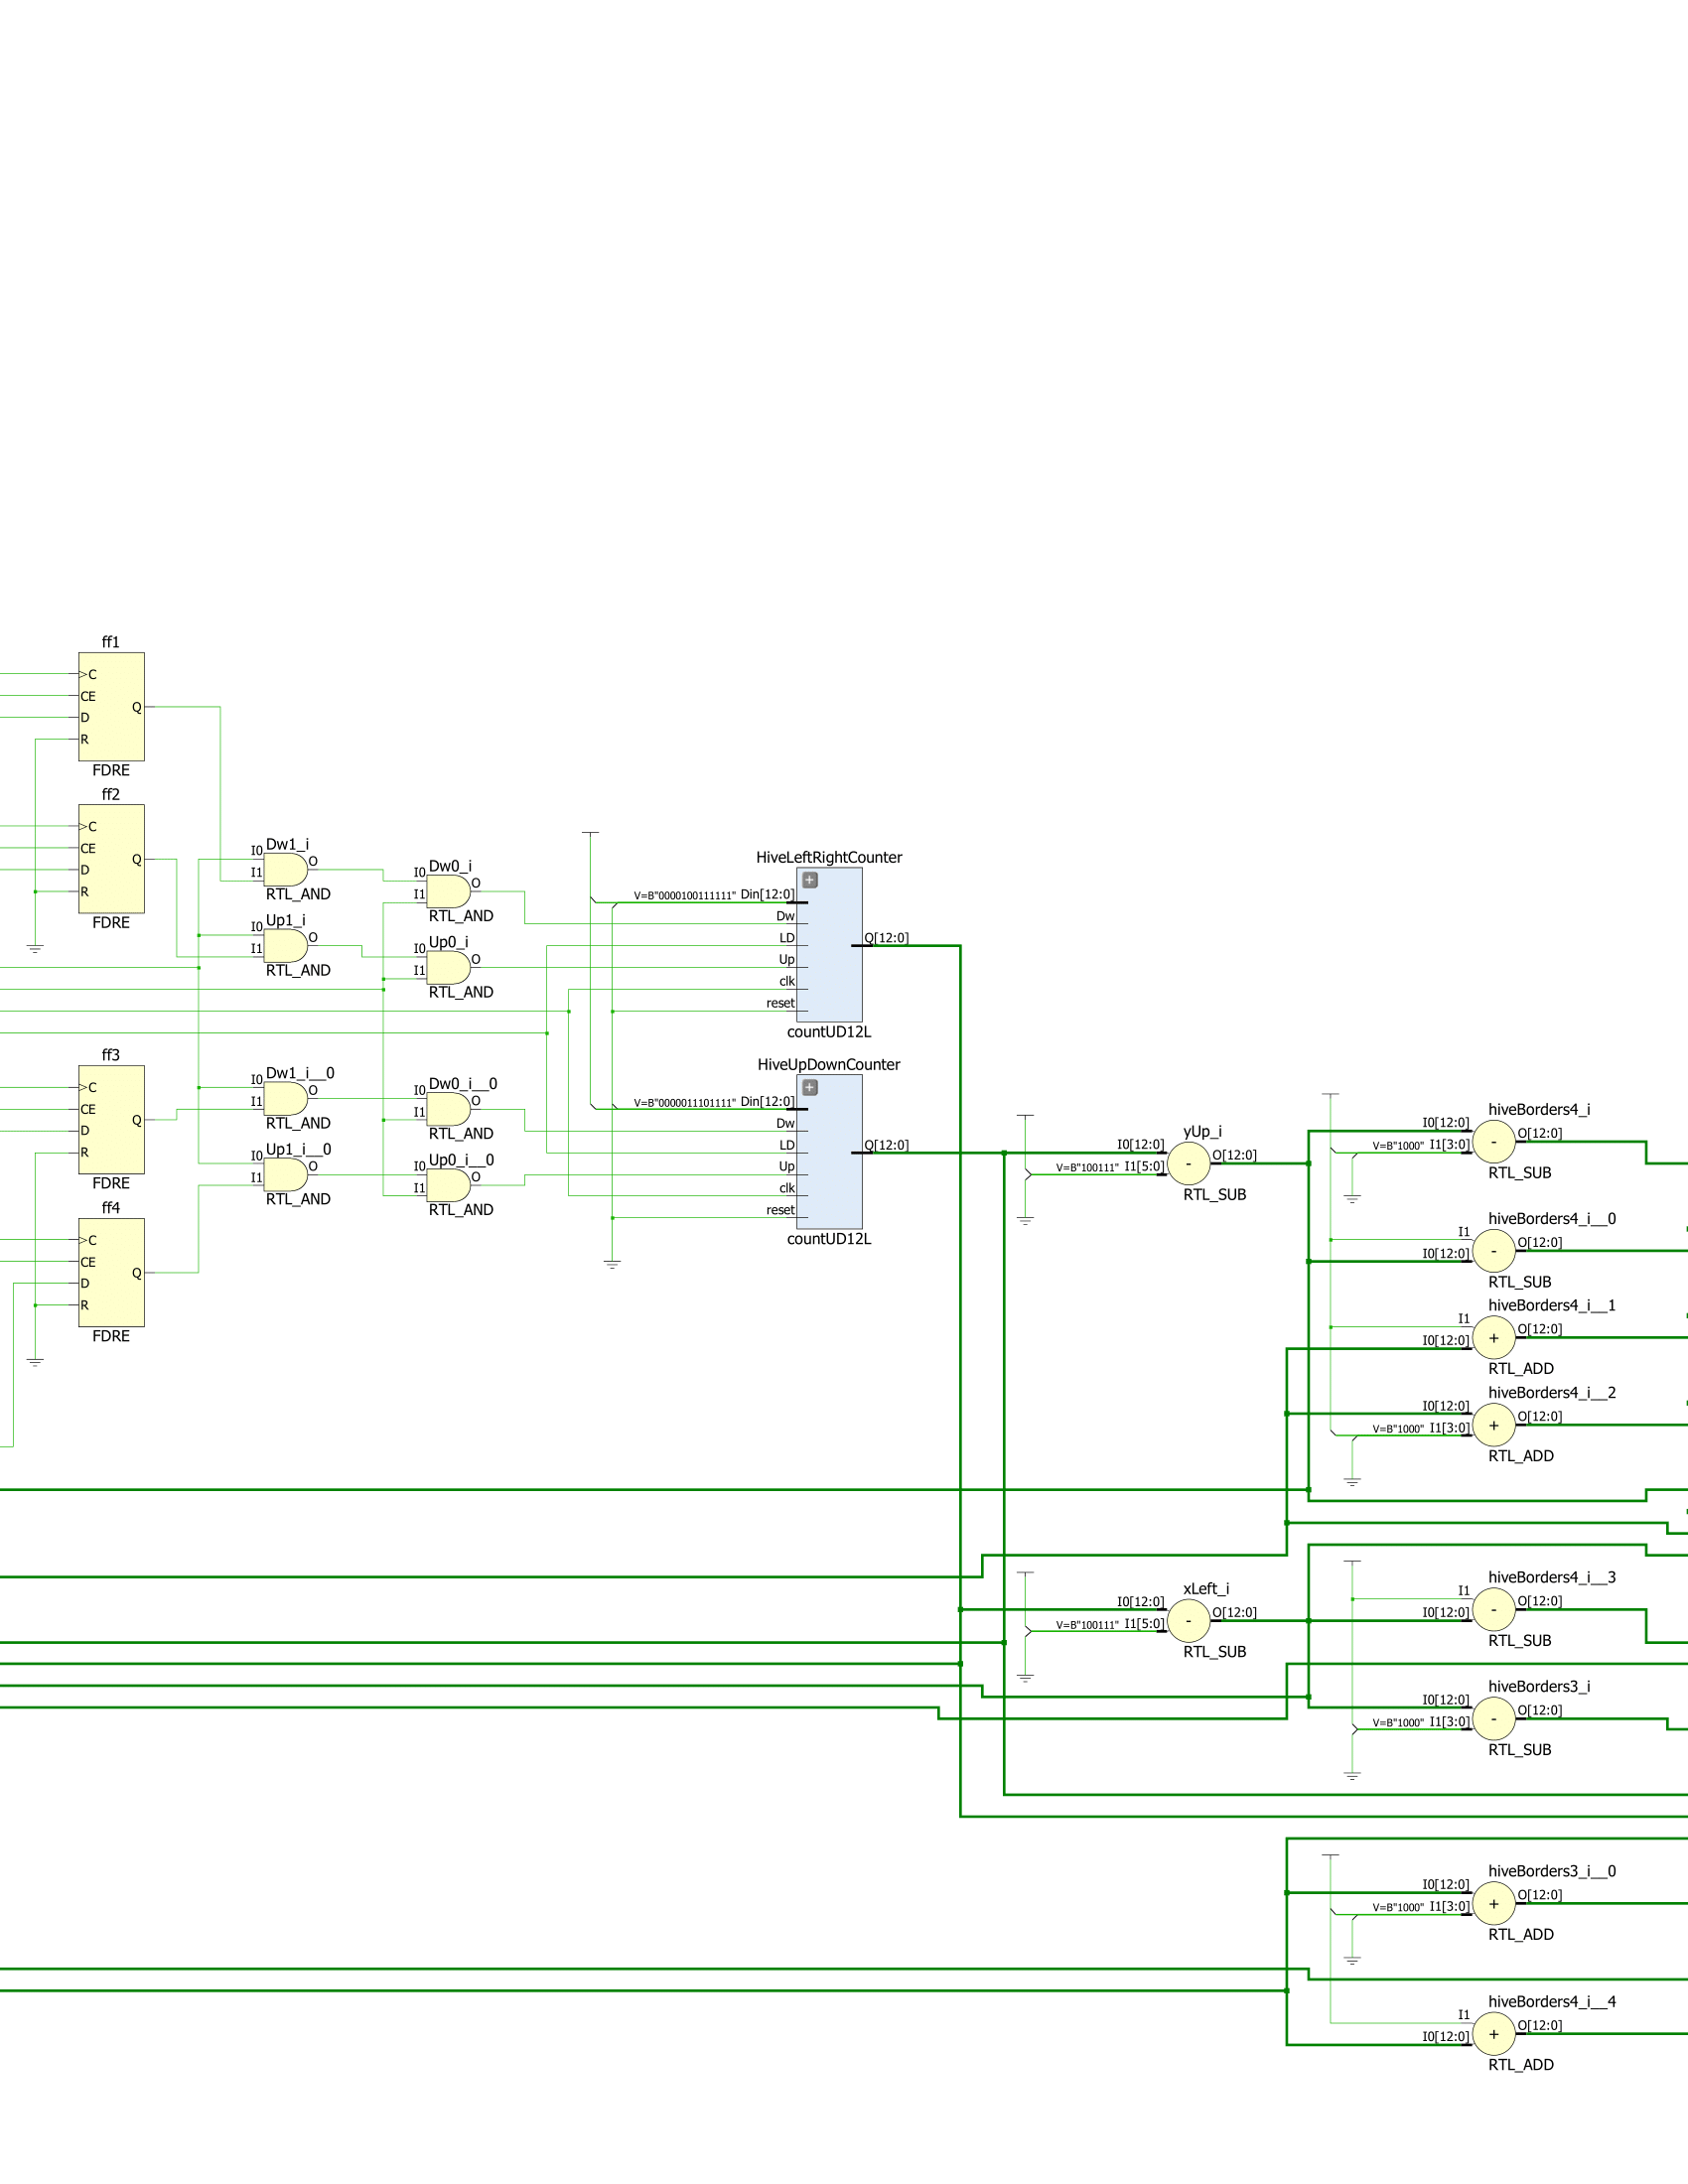 ff1
C
CE
D
R
Q
FDRE
ff2
C
CE
D
R
Q
FDRE
Dw1_i
I0
I1
O
RTL_AND
Dw0_i
I0
I1
O
RTL_AND
Up1_i
I0
I1
O
RTL_AND
Up0_i
I0
I1
O
RTL_AND
HiveLeftRightCounter
V=B"0000100111111" Din[12:0]
Dw
LD
Up
clk
reset
Q[12:0]
countUD12L
ff3
C
CE
D
R
Q
FDRE
ff4
C
CE
D
R
Q
FDRE
Dw1_i__0
I0
I1
O
RTL_AND
Dw0_i__0
I0
I1
O
RTL_AND
Up1_i__0
I0
I1
O
RTL_AND
Up0_i__0
I0
I1
O
RTL_AND
HiveUpDownCounter
V=B"0000011101111" Din[12:0]
Dw
LD
Up
clk
reset
Q[12:0]
countUD12L
yUp_i
I0[12:0]
V=B"100111" I1[5:0]
-
O[12:0]
RTL_SUB
hiveBorders4_i
I0[12:0]
V=B"1000" I1[3:0]
-
O[12:0]
RTL_SUB
hiveBorders4_i__0
I1
I0[12:0]
-
O[12:0]
RTL_SUB
hiveBorders4_i__1
I1
I0[12:0]
+
O[12:0]
RTL_ADD
hiveBorders4_i__2
I0[12:0]
V=B"1000" I1[3:0]
+
O[12:0]
RTL_ADD
xLeft_i
I0[12:0]
V=B"100111" I1[5:0]
-
O[12:0]
RTL_SUB
hiveBorders4_i__3
I1
I0[12:0]
-
O[12:0]
RTL_SUB
hiveBorders3_i
I0[12:0]
V=B"1000" I1[3:0]
-
O[12:0]
RTL_SUB
hiveBorders3_i__0
I0[12:0]
V=B"1000" I1[3:0]
+
O[12:0]
RTL_ADD
hiveBorders4_i__4
I1
I0[12:0]
+
O[12:0]
RTL_ADD